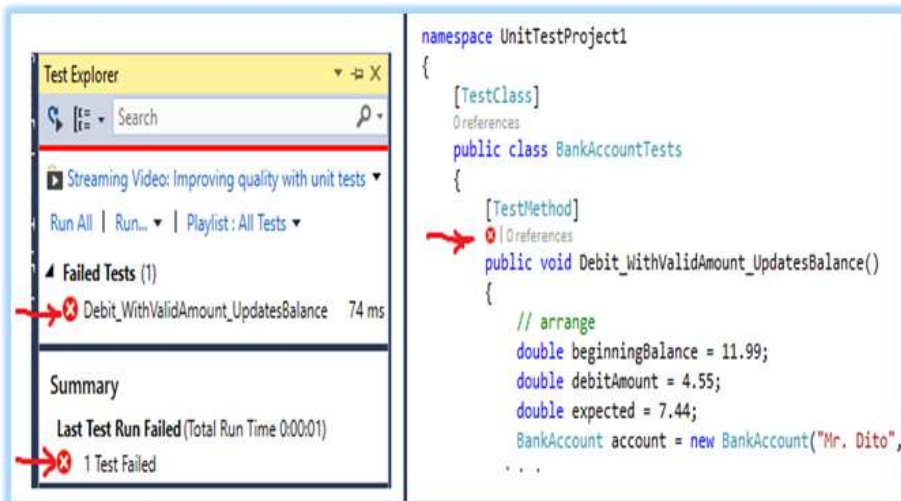 Test Explorer
Search
Streaming Video: Improving quality with unit tests
Run All | Run... | Playlist : All Tests
Failed Tests (1)
Debit_WithValidAmount_UpdatesBalance 74 ms
Summary
Last Test Run Failed (Total Run Time 0:00:01)
1 Test Failed
namespace UnitTestProject1
{
[TestClass]
0 references
public class BankAccountTests
{
[TestMethod]
| 0 references
public void Debit_WithValidAmount_UpdatesBalance()
{
// arrange
double beginningBalance = 11.99;
double debitAmount = 4.55;
double expected = 7.44;
BankAccount account = new BankAccount("Mr. Dito",
. . .